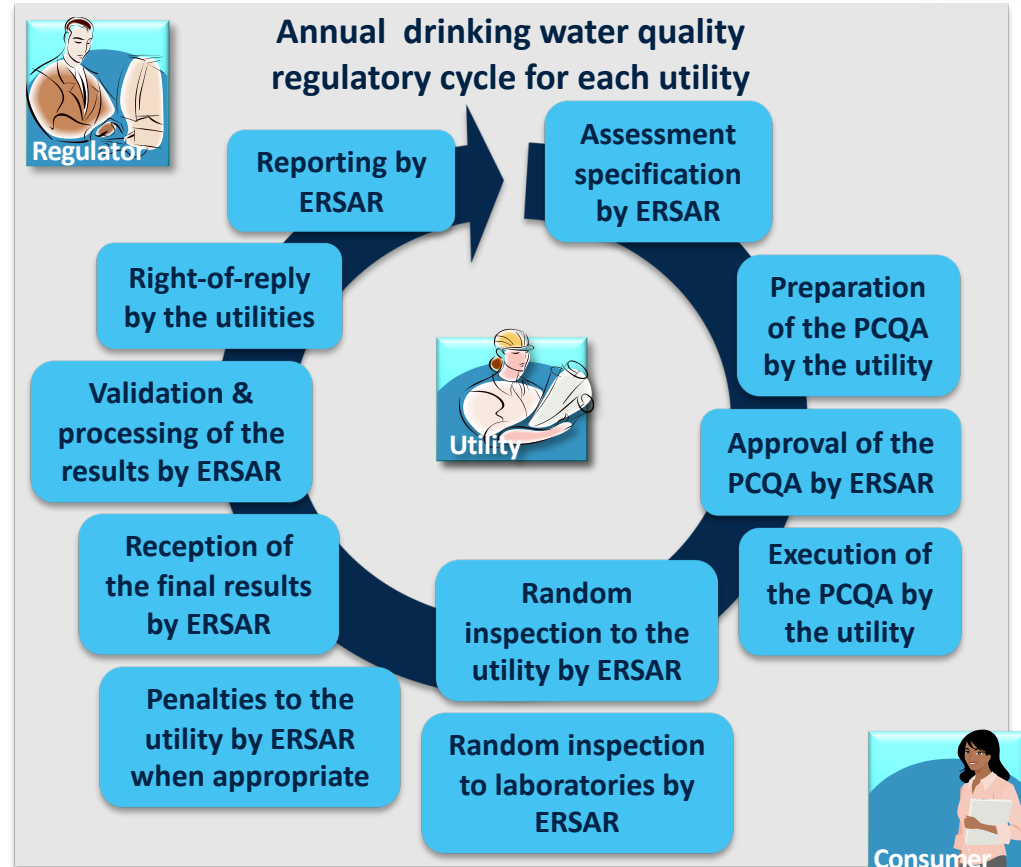 Annual drinking water quality
regulatory cycle for each utility
Regulator
Assessment
specification
by ERSAR
Preparation
of the PCQA
by the utility
Approval of the
PCQA by ERSAR
Execution of
the PCQA by
the utility
Random
inspection to the
utility by ERSAR
Random inspection
to laboratories by
ERSAR
Penalties to the
utility by ERSAR
when appropriate
Reception of
the final results
by ERSAR
Validation &
processing of the
results by ERSAR
Right-of-reply
by the utilities
Reporting by
ERSAR
Utility
Consumer